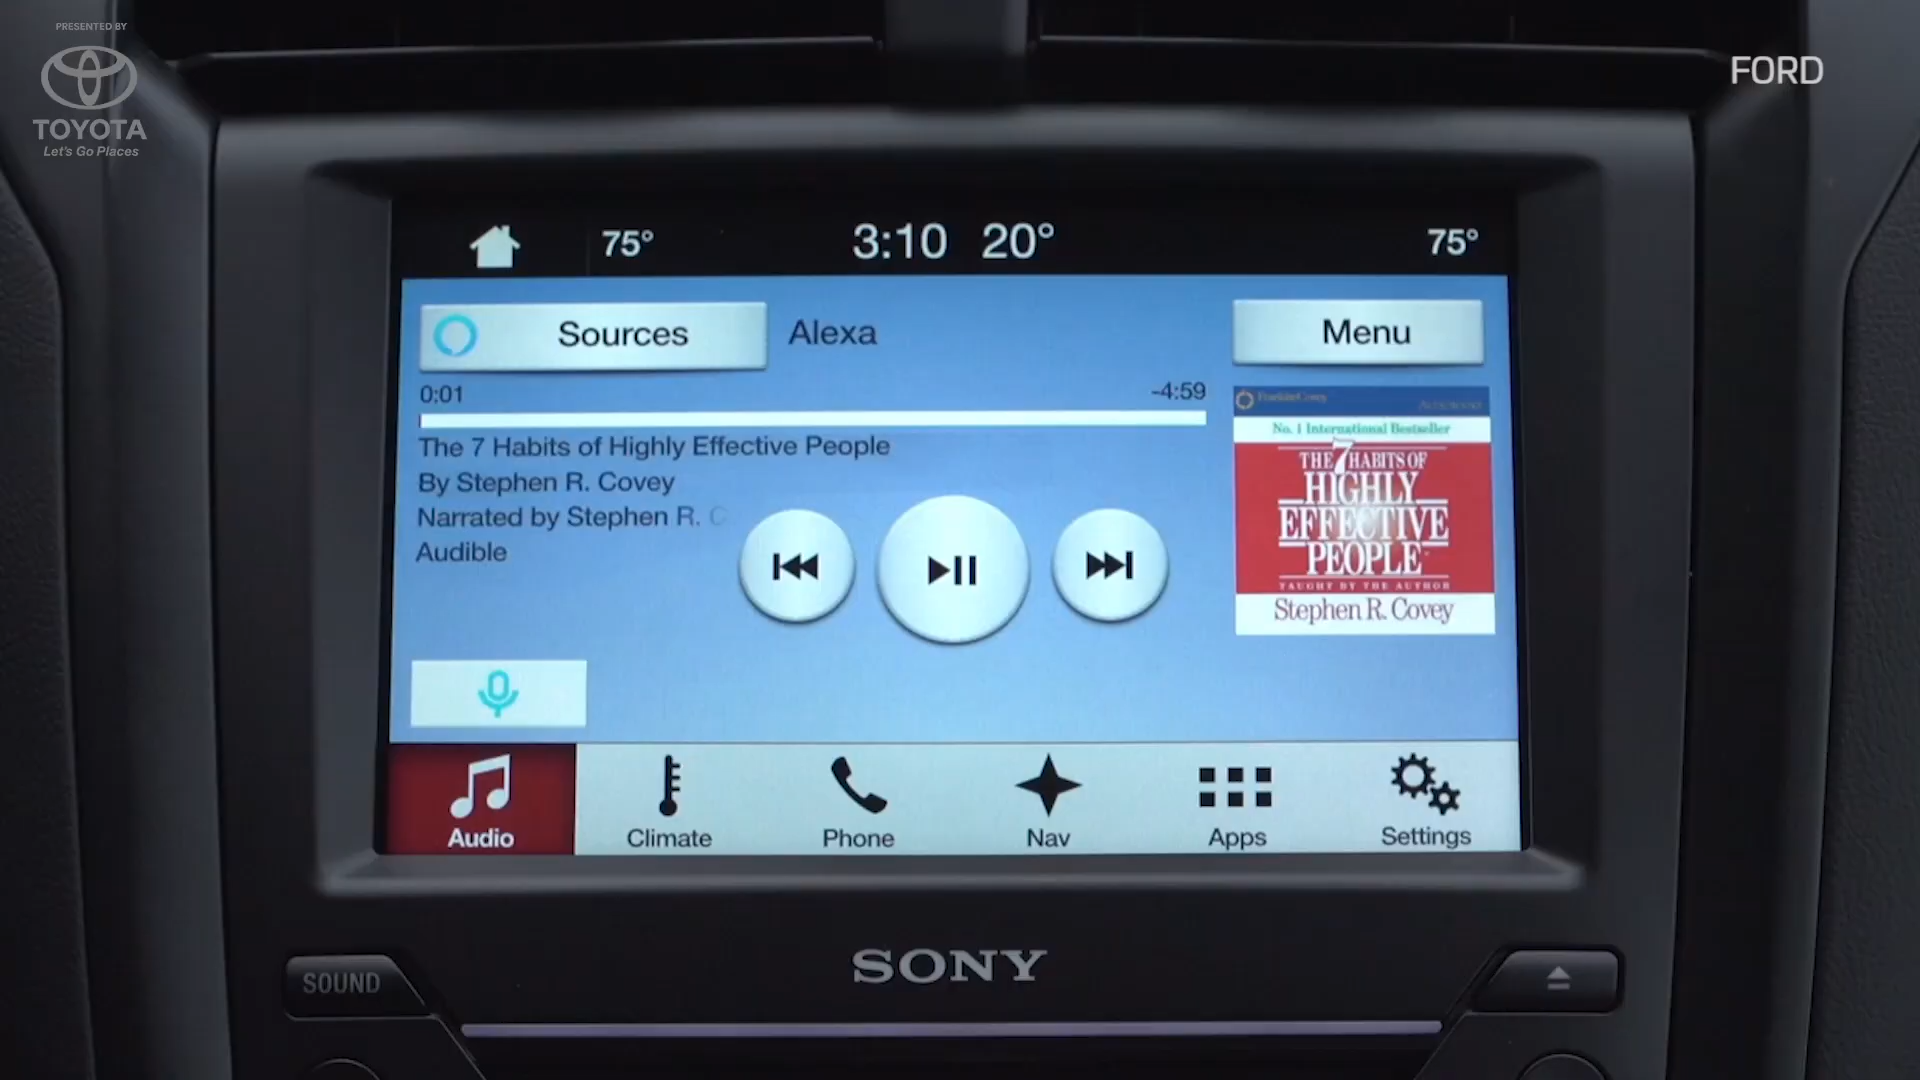 PRESENTED BY
TOYOTA
Let's Go Places
FORD
75° 3:10 20° 75°
Sources Alexa Menu
0:01 -4:59
The 7 Habits of Highly Effective People
By Stephen R. Covey
Narrated by Stephen R. C
Audible
FranklinCovey
No. 1 International Bestseller
THE 7 HABITS OF
HIGHLY
EFFECTIVE
PEOPLE
TAUGHT BY THE AUTHOR
Stephen R. Covey
Audio Climate Phone Nav Apps Settings
SONY
SOUND